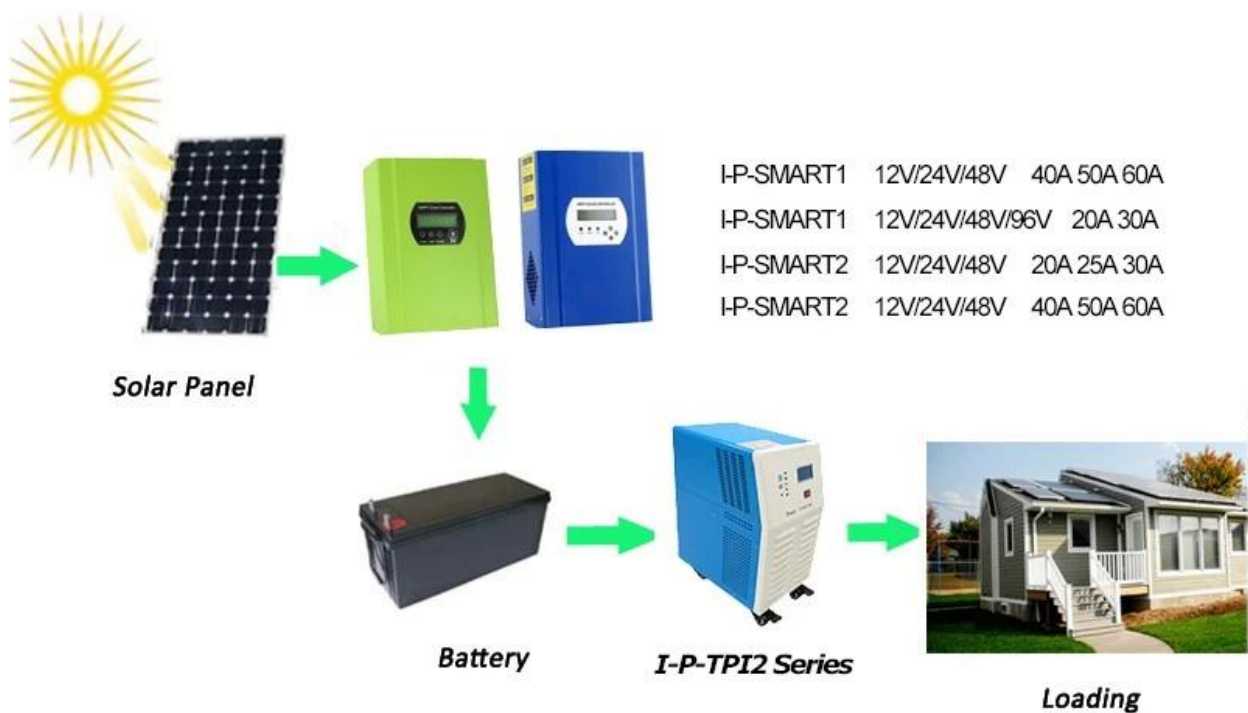 I-P-SMART1 12V/24V/48V 40A 50A 60A
I-P-SMART1 12V/24V/48V/96V 20A 30A
I-P-SMART2 12V/24V/48V 20A 25A 30A
I-P-SMART2 12V/24V/48V 40A 50A 60A
Solar Panel
Battery
I-P-TPI2 Series
Loading